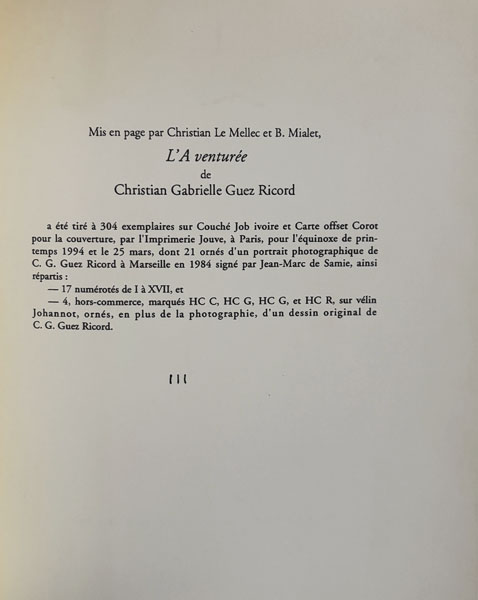 Mis en page par Christian Le Mellec et B. Mialet,
L'A venturée
de
Christian Gabrielle Guez Ricord
a été tiré à 304 exemplaires sur Couché Job ivoire et Carte offset Corot
pour la couverture, par l'Imprimerie Jouve, à Paris, pour l'équinoxe de prin-
temps 1994 et le 25 mars, dont 21 ornés d'un portrait photographique de
C. G. Guez Ricord à Marseille en 1984 signé par Jean-Marc de Samie, ainsi
répartis :
— 17 numérotés de I à XVII, et
— 4, hors-commerce, marqués HC C, HC G, HC G, et HC R, sur vélin
Johannot, ornés, en plus de la photographie, d'un dessin original de
C. G. Guez Ricord.
III